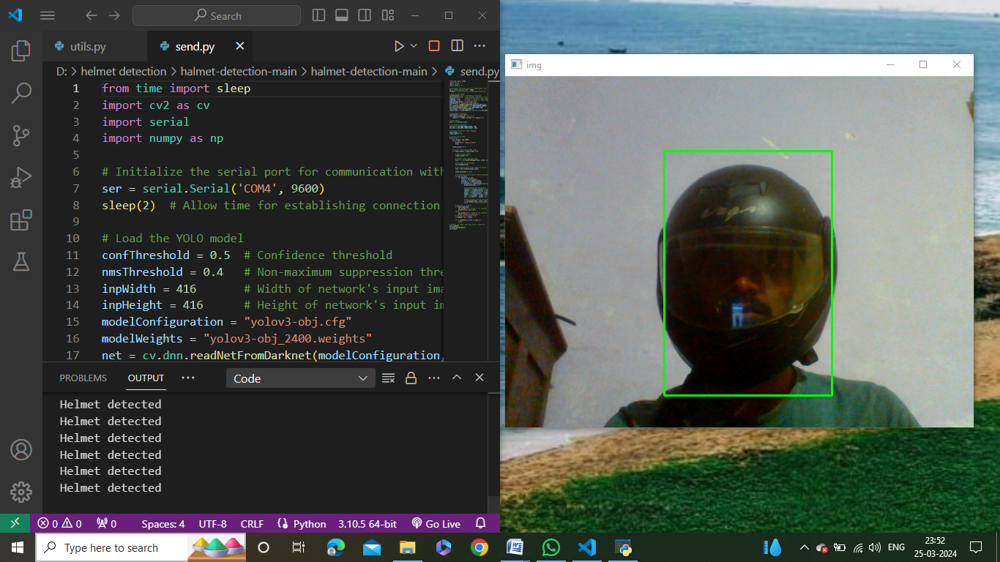 Search
utils.py
send.py
D: > helmet detection > halmet-detection-main > halmet-detection-main > send.py
1 from time import sleep
2 import cv2 as cv
3 import serial
4 import numpy as np
5
6 # Initialize the serial port for communication with
7 ser = serial.Serial('COM4', 9600)
8 sleep(2)  # Allow time for establishing connection
9
10 # Load the YOLO model
11 confThreshold = 0.5  # Confidence threshold
12 nmsThreshold = 0.4   # Non-maximum suppression thre
13 inpWidth = 416       # Width of network's input ima
14 inpHeight = 416      # Height of network's input im
15 modelConfiguration = "yolov3-obj.cfg"
16 modelWeights = "yolov3-obj_2400.weights"
17 net = cv.dnn.readNetFromDarknet(modelConfiguration,
PROBLEMS OUTPUT ··· Code
Helmet detected
Helmet detected
Helmet detected
Helmet detected
Helmet detected
Helmet detected
0 0 0 Spaces: 4 UTF-8 CRLF Python 3.10.5 64-bit Go Live
img
Type here to search
ENG
23:52
25-03-2024